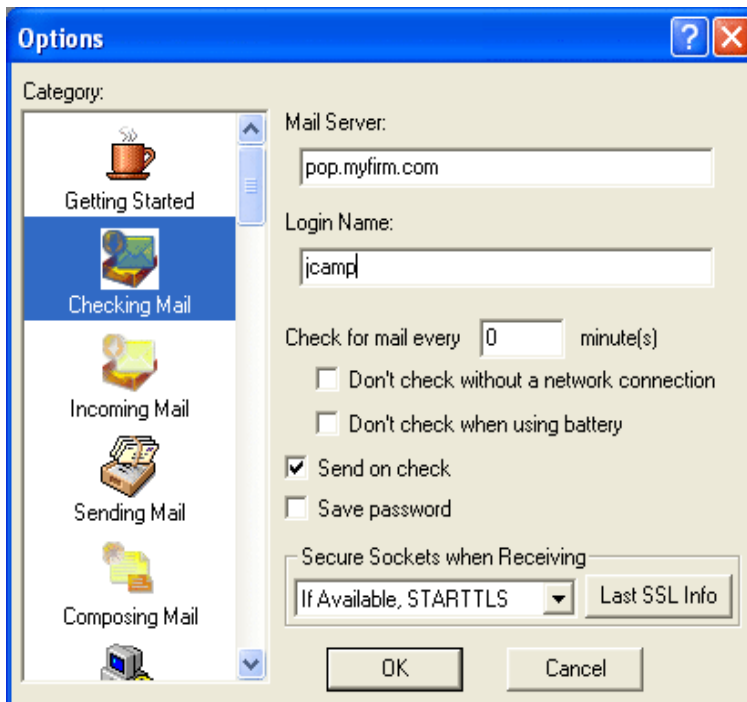 Options
Category:
Getting Started
Checking Mail
Incoming Mail
Sending Mail
Composing Mail
Mail Server:
pop.myfirm.com
Login Name:
jcamp
Check for mail every 0 minute(s)
Don't check without a network connection
Don't check when using battery
Send on check
Save password
Secure Sockets when Receiving
If Available, STARTTLS
Last SSL Info
OK
Cancel